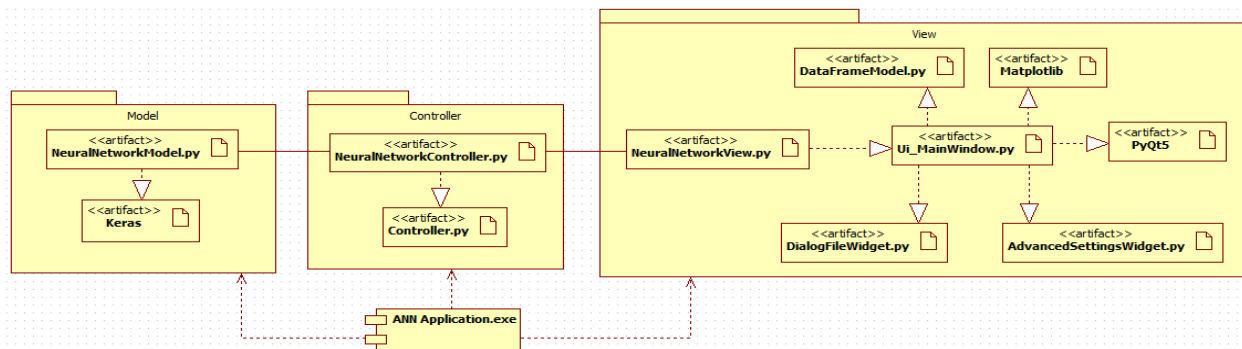 View
<<artifact>>
DataFrameModel.py
<<artifact>>
Matplotlib
Model
Controller
<<artifact>>
NeuralNetworkModel.py
<<artifact>>
NeuralNetworkController.py
<<artifact>>
NeuralNetworkView.py
<<artifact>>
Ui_MainWindow.py
<<artifact>>
PyQt5
<<artifact>>
Keras
<<artifact>>
Controller.py
<<artifact>>
DialogFileWidget.py
<<artifact>>
AdvancedSettingsWidget.py
ANN Application.exe